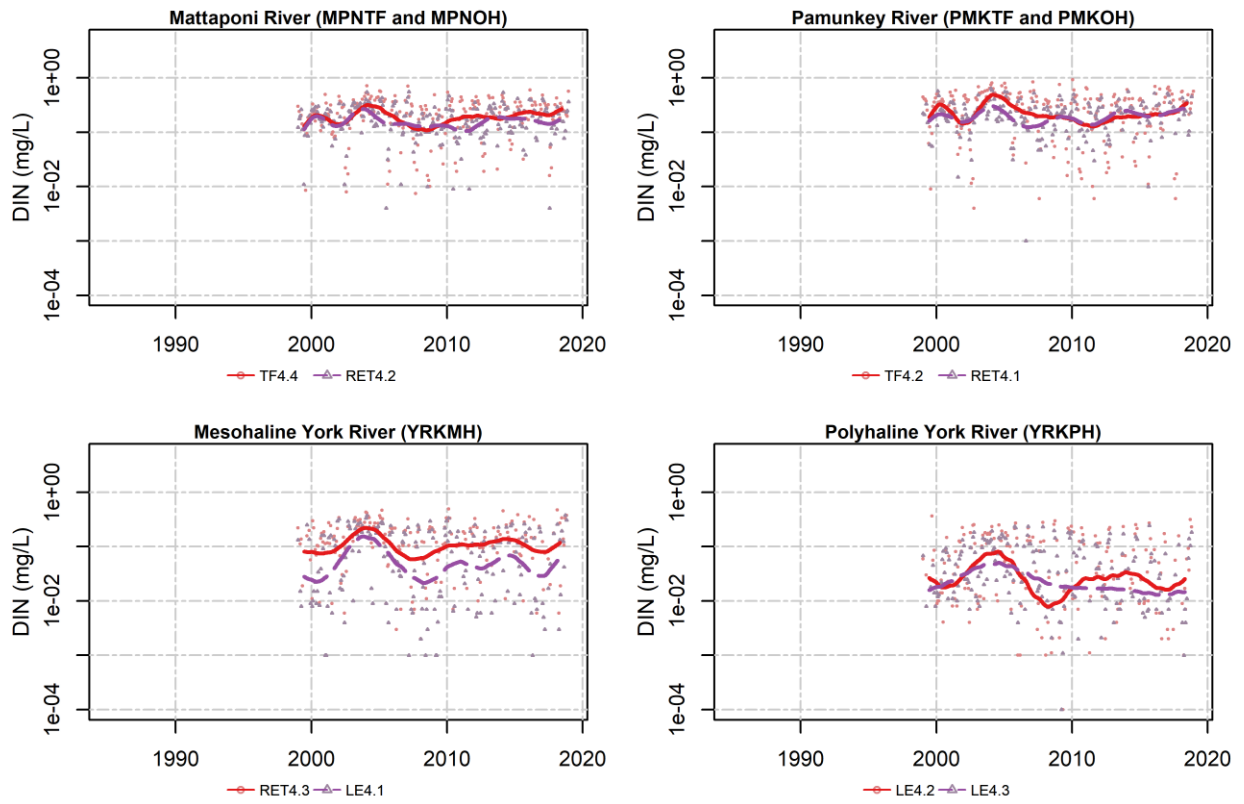 Mattaponi River (MPNTF and MPNOH)
DIN (mg/L)
1e+00
1e-02
1e-04
1990 2000 2010 2020
TF4.4 RET4.2
Pamunkey River (PMKTF and PMKOH)
DIN (mg/L)
1e+00
1e-02
1e-04
1990 2000 2010 2020
TF4.2 RET4.1
Mesohaline York River (YRKMH)
DIN (mg/L)
1e+00
1e-02
1e-04
1990 2000 2010 2020
RET4.3 LE4.1
Polyhaline York River (YRKPH)
DIN (mg/L)
1e+00
1e-02
1e-04
1990 2000 2010 2020
LE4.2 LE4.3